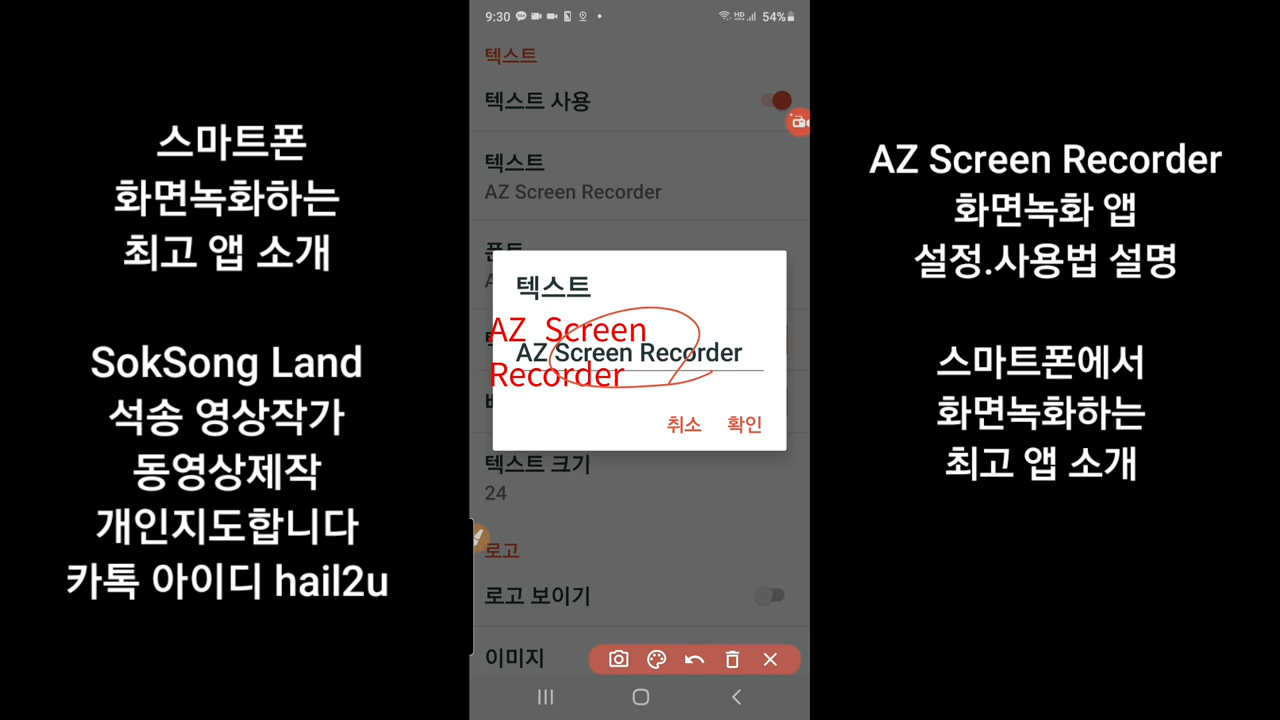 스마트폰
화면녹화하는
최고 앱 소개
SokSong Land
석송 영상작가
동영상제작
개인지도합니다
카톡 아이디 hail2u
9:30
HD
54%
텍스트
텍스트 사용
텍스트
AZ Screen Recorder
폰트
텍스트
AZ Screen
Recorder
AZ Screen Recorder
취소 확인
텍스트 크기
24
로고
로고 보이기
이미지
AZ Screen Recorder
화면녹화 앱
설정.사용법 설명
스마트폰에서
화면녹화하는
최고 앱 소개